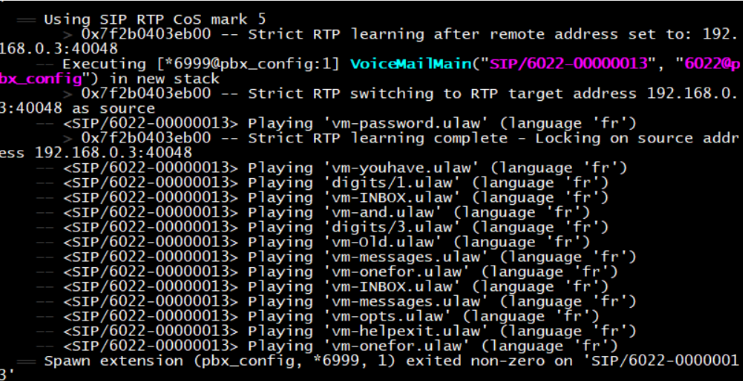 == Using SIP RTP CoS mark 5
> 0x7f2b0403eb00 -- Strict RTP learning after remote address set to: 192.
168.0.3:40048
-- Executing [*6999@pbx_config:1] VoiceMailMain("SIP/6022-00000013", "6022@p
bx_config") in new stack
> 0x7f2b0403eb00 -- Strict RTP switching to RTP target address 192.168.0.
3:40048 as source
-- <SIP/6022-00000013> Playing 'vm-password.ulaw' (language 'fr')
> 0x7f2b0403eb00 -- Strict RTP learning complete - Locking on source addr
ess 192.168.0.3:40048
-- <SIP/6022-00000013> Playing 'vm-youhave.ulaw' (language 'fr')
-- <SIP/6022-00000013> Playing 'digits/1.ulaw' (language 'fr')
-- <SIP/6022-00000013> Playing 'vm-INBOX.ulaw' (language 'fr')
-- <SIP/6022-00000013> Playing 'vm-and.ulaw' (language 'fr')
-- <SIP/6022-00000013> Playing 'digits/3.ulaw' (language 'fr')
-- <SIP/6022-00000013> Playing 'vm-Old.ulaw' (language 'fr')
-- <SIP/6022-00000013> Playing 'vm-messages.ulaw' (language 'fr')
-- <SIP/6022-00000013> Playing 'vm-onefor.ulaw' (language 'fr')
-- <SIP/6022-00000013> Playing 'vm-INBOX.ulaw' (language 'fr')
-- <SIP/6022-00000013> Playing 'vm-messages.ulaw' (language 'fr')
-- <SIP/6022-00000013> Playing 'vm-opts.ulaw' (language 'fr')
-- <SIP/6022-00000013> Playing 'vm-helpexit.ulaw' (language 'fr')
-- <SIP/6022-00000013> Playing 'vm-onefor.ulaw' (language 'fr')
== Spawn extension (pbx_config, *6999, 1) exited non-zero on 'SIP/6022-0000001
3'